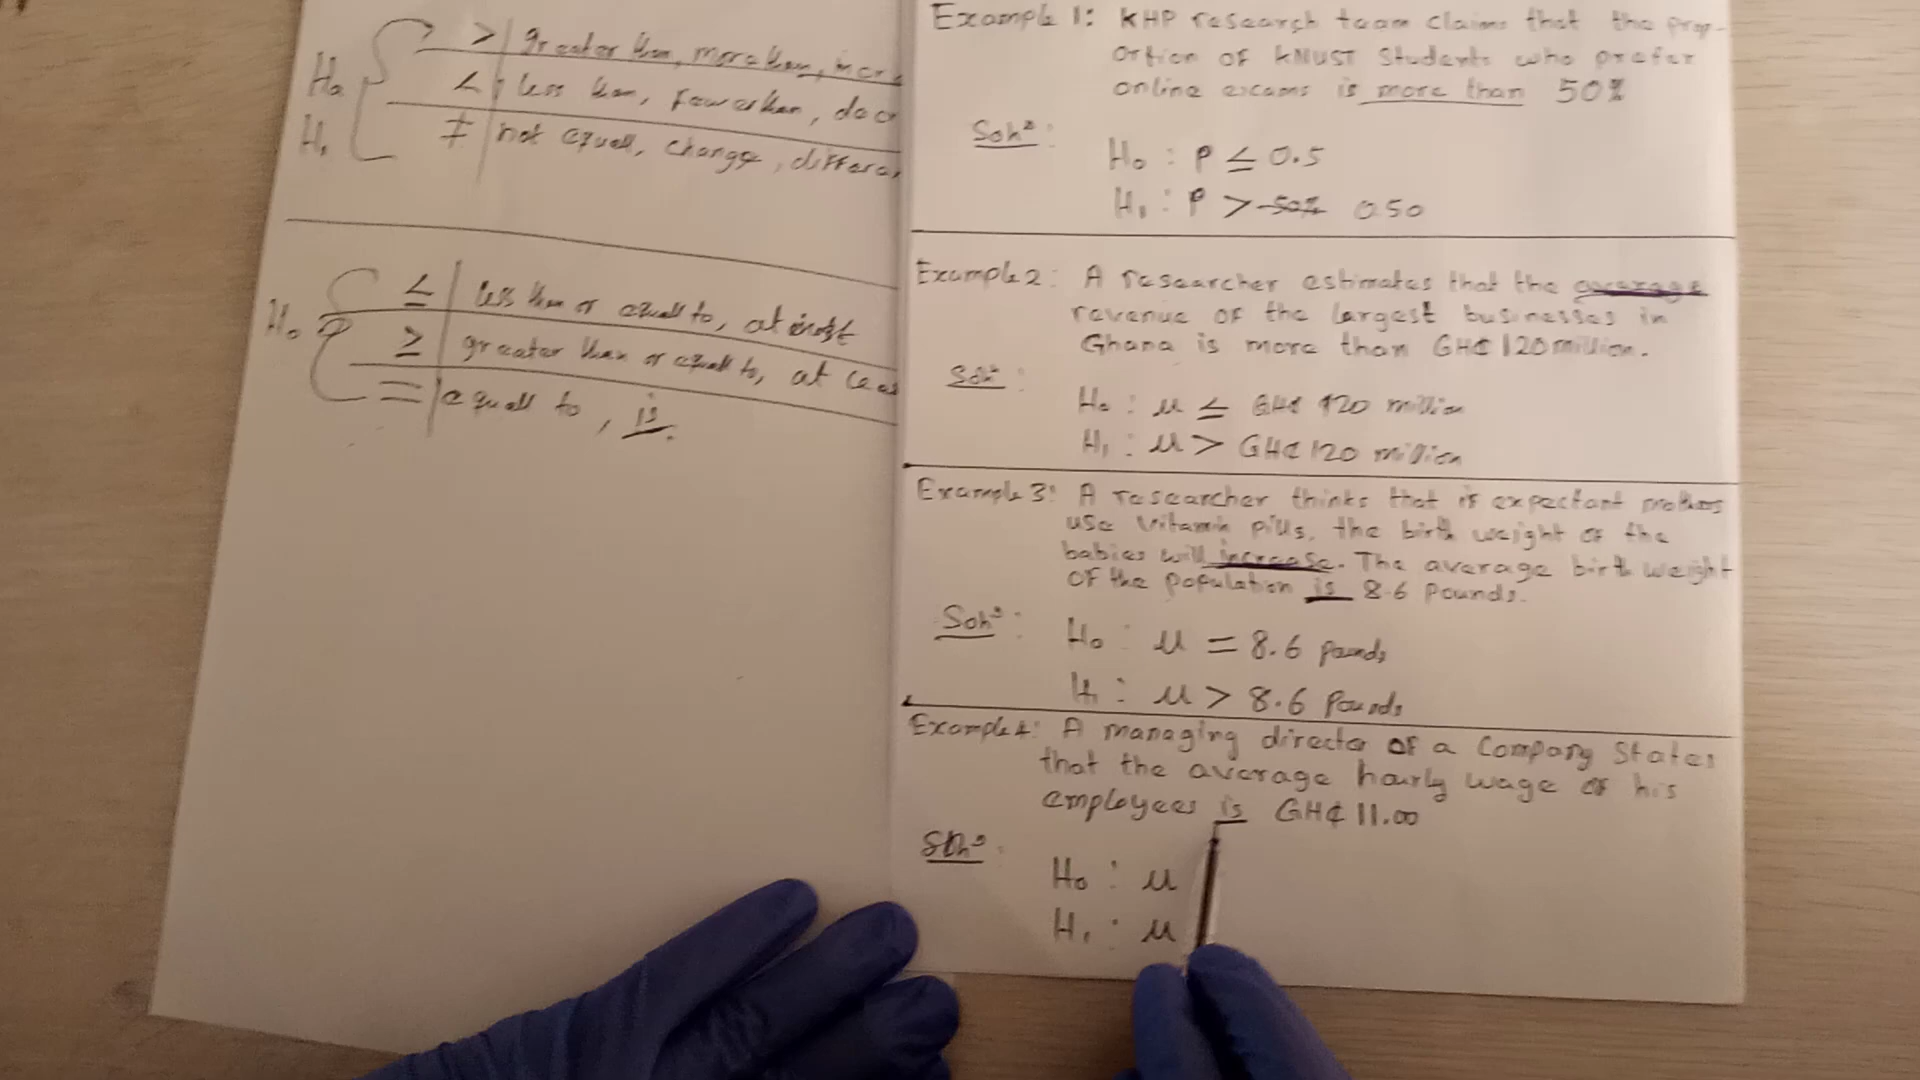 > greater than, more than, incre
Ha
< less than, fewer than, decr
H₁
≠ not equal, change, differen
≤ less than or equal to, at most
H₀
≥ greater than or equal to, at leas
= equal to, is.
Example 1: KHP research team claims that the prop-
ortion of KNUST students who prefer
online exams is more than 50%
Soln:
H₀ : P ≤ 0.5
H₁ : P > 50% 0.50
Example 2: A researcher estimates that the average
revenue of the largest businesses in
Ghana is more than GH¢ 120 million.
Soln:
H₀ : μ ≤ GH¢ 120 million
H₁ : μ > GH¢ 120 million
Example 3: A researcher thinks that if expectant mothers
use vitamin pills, the birth weight of the
babies will increase. The average birth weight
of the population is 8.6 pounds.
Soln:
H₀ : μ = 8.6 pounds
H₁ : μ > 8.6 Pounds
Example 4: A managing director of a company states
that the average hourly wage of his
employees is GH¢ 11.00
Soln:
H₀ : μ
H₁ : μ